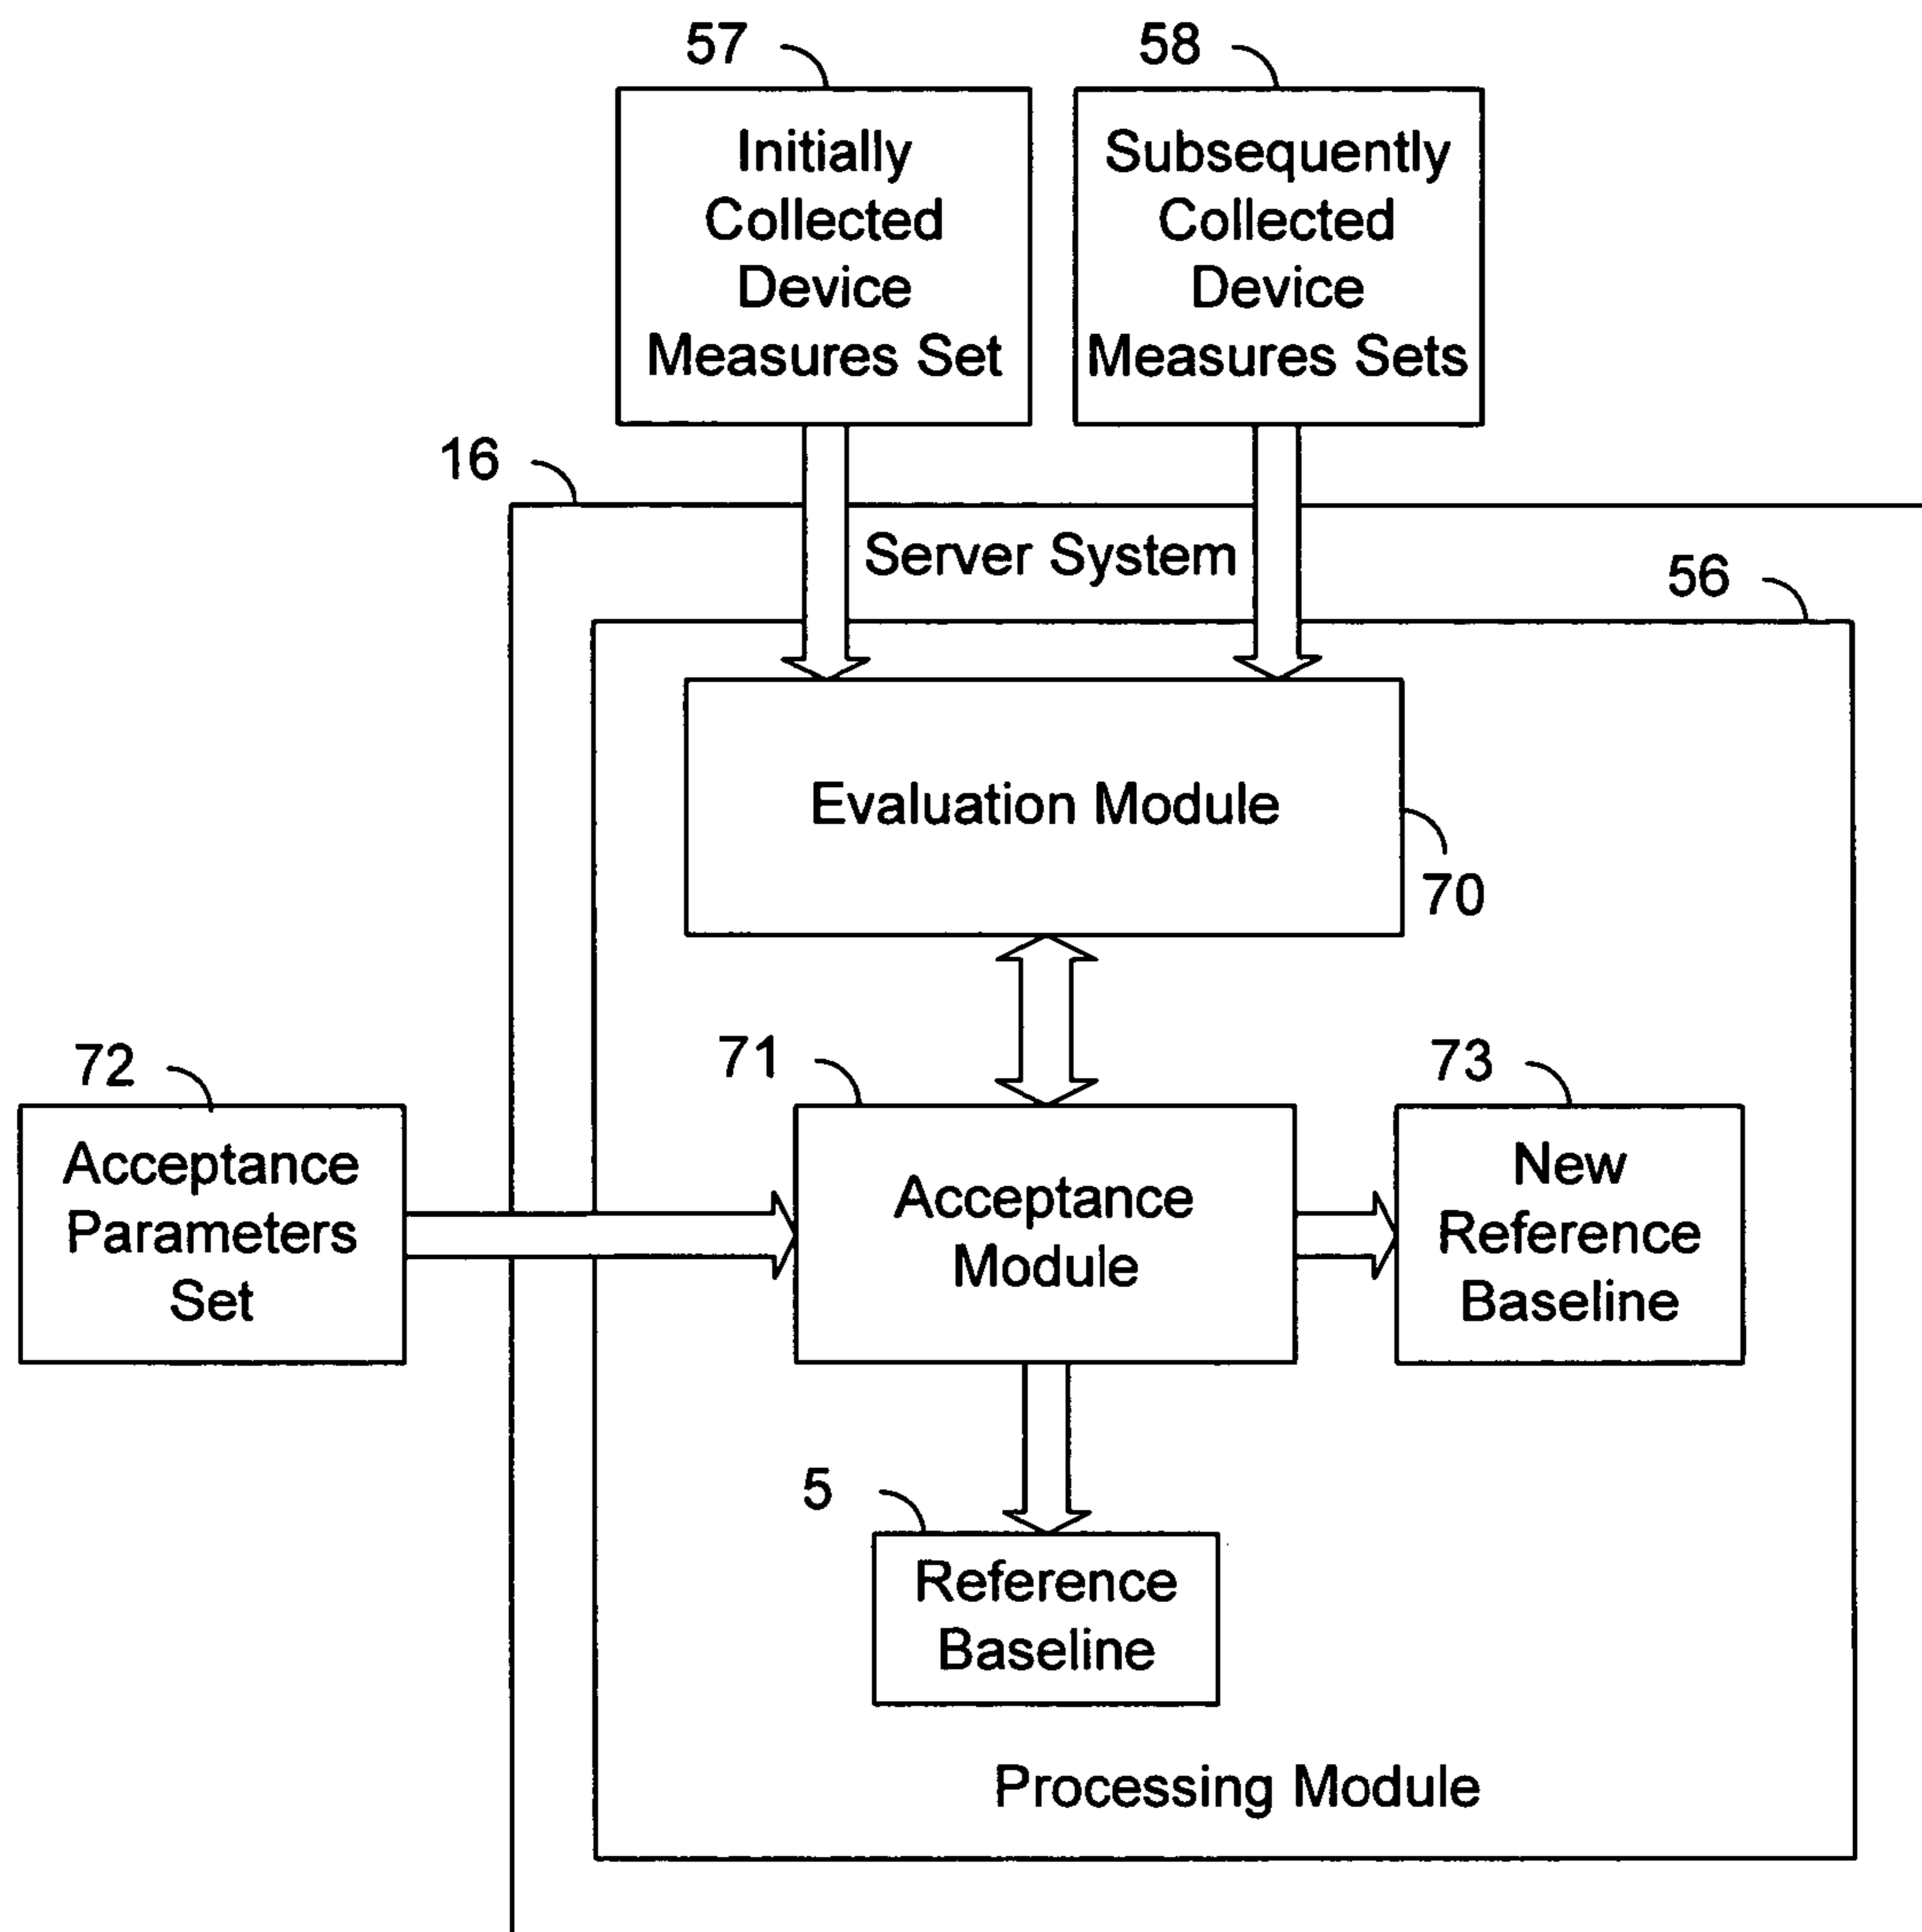 57
58
Initially
Collected
Device
Measures Set
Subsequently
Collected
Device
Measures Sets
16
Server System
56
Evaluation Module
70
72
71
73
Acceptance
Parameters
Set
Acceptance
Module
New
Reference
Baseline
5
Reference
Baseline
Processing Module